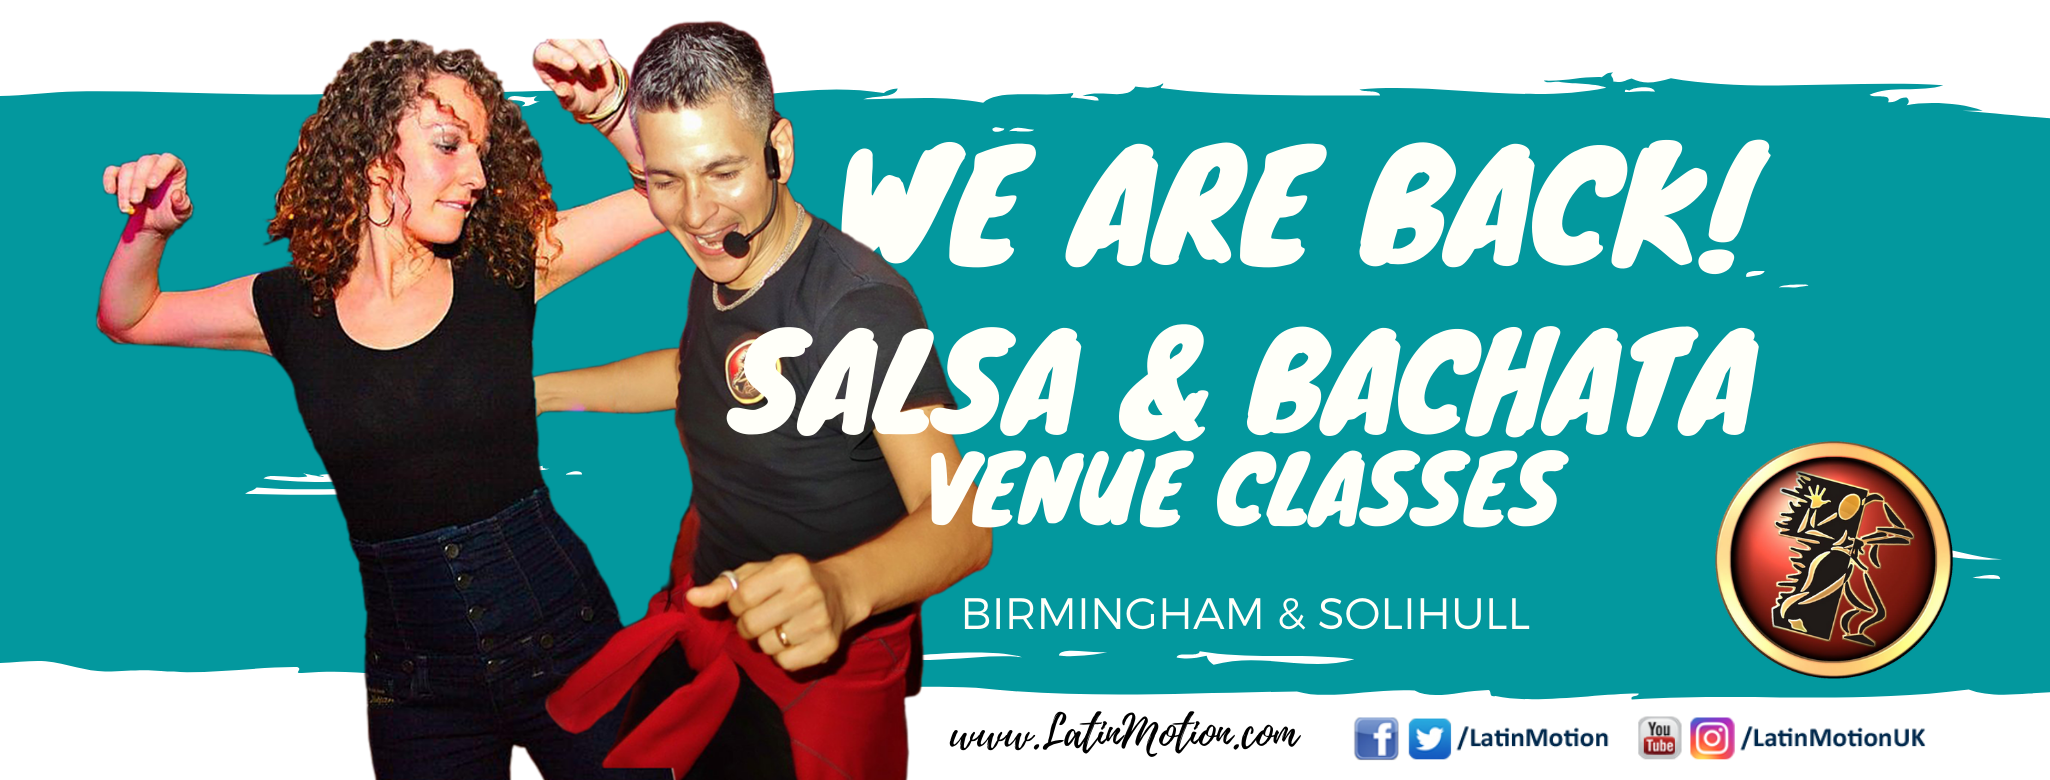 WE ARE BACK!
SALSA & BACHATA
VENUE CLASSES
BIRMINGHAM & SOLIHULL
www.LatinMotion.com
f /LatinMotion
You Tube /LatinMotionUK